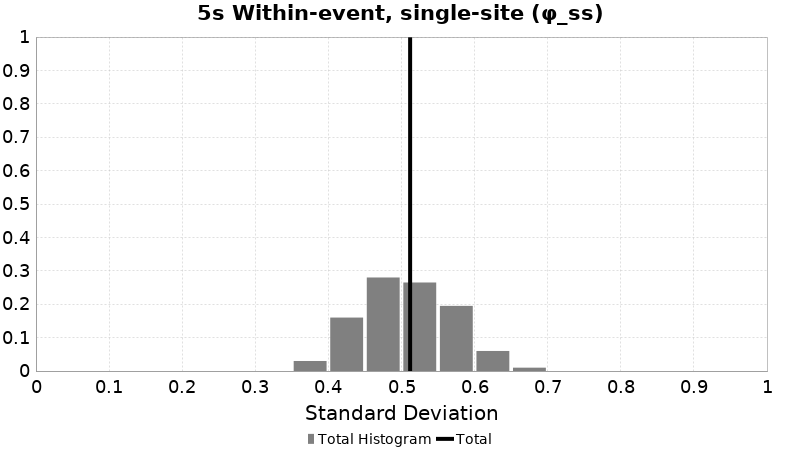 5s Within-event, single-site (φ_ss)
1
0.9
0.8
0.7
0.6
0.5
0.4
0.3
0.2
0.1
0
0 0.1 0.2 0.3 0.4 0.5 0.6 0.7 0.8 0.9 1
Standard Deviation
Total Histogram Total